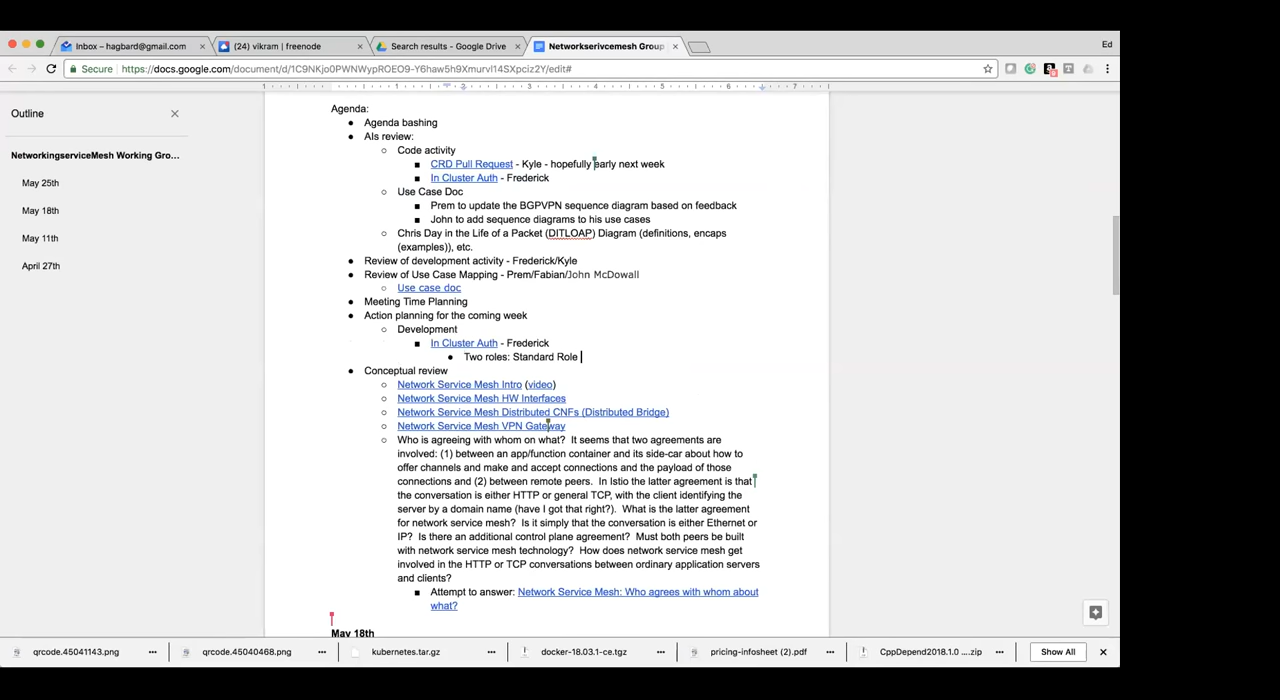 Inbox – hagbard@gmail.com
(24) vikram | freenode
Search results - Google Drive
Networkserivcemesh Group
Ed
Secure
https://docs.google.com/document/d/1C9NKjo0PWNWypROEO9-Y6haw5h9Xmurvl14SXpciz2Y/edit#
1 1 2 3 4 5 6 7
Outline
NetworkingserviceMesh Working Gro...
May 25th
May 18th
May 11th
April 27th
Agenda:
● Agenda bashing
● AIs review:
○ Code activity
■ CRD Pull Request - Kyle - hopefully early next week
■ In Cluster Auth - Frederick
○ Use Case Doc
■ Prem to update the BGPVPN sequence diagram based on feedback
■ John to add sequence diagrams to his use cases
○ Chris Day in the Life of a Packet (DITLOAP) Diagram (definitions, encaps
(examples)), etc.
● Review of development activity - Frederick/Kyle
● Review of Use Case Mapping - Prem/Fabian/John McDowall
○ Use case doc
● Meeting Time Planning
● Action planning for the coming week
○ Development
■ In Cluster Auth - Frederick
● Two roles: Standard Role
● Conceptual review
○ Network Service Mesh Intro (video)
○ Network Service Mesh HW Interfaces
○ Network Service Mesh Distributed CNFs (Distributed Bridge)
○ Network Service Mesh VPN Gateway
○ Who is agreeing with whom on what? It seems that two agreements are
involved: (1) between an app/function container and its side-car about how to
offer channels and make and accept connections and the payload of those
connections and (2) between remote peers. In Istio the latter agreement is that
the conversation is either HTTP or general TCP, with the client identifying the
server by a domain name (have I got that right?). What is the latter agreement
for network service mesh? Is it simply that the conversation is either Ethernet or
IP? Is there an additional control plane agreement? Must both peers be built
with network service mesh technology? How does network service mesh get
involved in the HTTP or TCP conversations between ordinary application servers
and clients?
■ Attempt to answer: Network Service Mesh: Who agrees with whom about
what?
May 18th
qrcode.45041143.png
qrcode.45040468.png
kubernetes.tar.gz
docker-18.03.1-ce.tgz
pricing-infosheet (2).pdf
CppDepend2018.1.0 ....zip
Show All